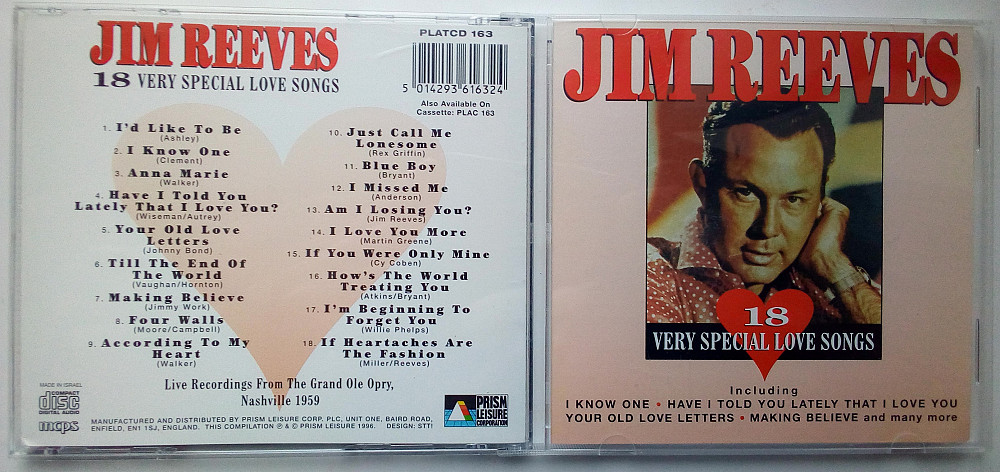 JIM REEVES
18 VERY SPECIAL LOVE SONGS
PLATCD 163
5 014293 616324
Also Available On
Cassette: PLAC 163
1. I'd Like To Be
(Ashley)
2. I Know One
(Clement)
3. Anna Marie
(Walker)
4. Have I Told You
Lately That I Love You?
(Wiseman/Autrey)
5. Your Old Love
Letters
(Johnny Bond)
6. Till The End Of
The World
(Vaughan/Hornton)
7. Making Believe
(Jimmy Work)
8. Four Walls
(Moore/Campbell)
9. According To My
Heart
(Walker)
10. Just Call Me
Lonesome
(Rex Griffin)
11. Blue Boy
(Bryant)
12. I Missed Me
(Anderson)
13. Am I Losing You?
(Jim Reeves)
14. I Love You More
(Martin Greene)
15. If You Were Only Mine
(Cy Coben)
16. How's The World
Treating You
(Atkins/Bryant)
17. I'm Beginning To
Forget You
(Willie Phelps)
18. If Heartaches Are
The Fashion
(Miller/Reeves)
Live Recordings From The Grand Ole Opry,
Nashville 1959
MADE IN ISRAEL
COMPACT
disc
DIGITAL AUDIO
mcps
MANUFACTURED AND DISTRIBUTED BY PRISM LEISURE CORP. PLC, UNIT ONE, BAIRD ROAD,
ENFIELD, EN1 1SJ, ENGLAND. THIS COMPILATION ℗ & © PRISM LEISURE 1996. DESIGN: STT!
PRISM
LEISURE
CORPORATION
JIM REEVES
18
VERY SPECIAL LOVE SONGS
Including
I KNOW ONE • HAVE I TOLD YOU LATELY THAT I LOVE YOU
YOUR OLD LOVE LETTERS • MAKING BELIEVE and many more